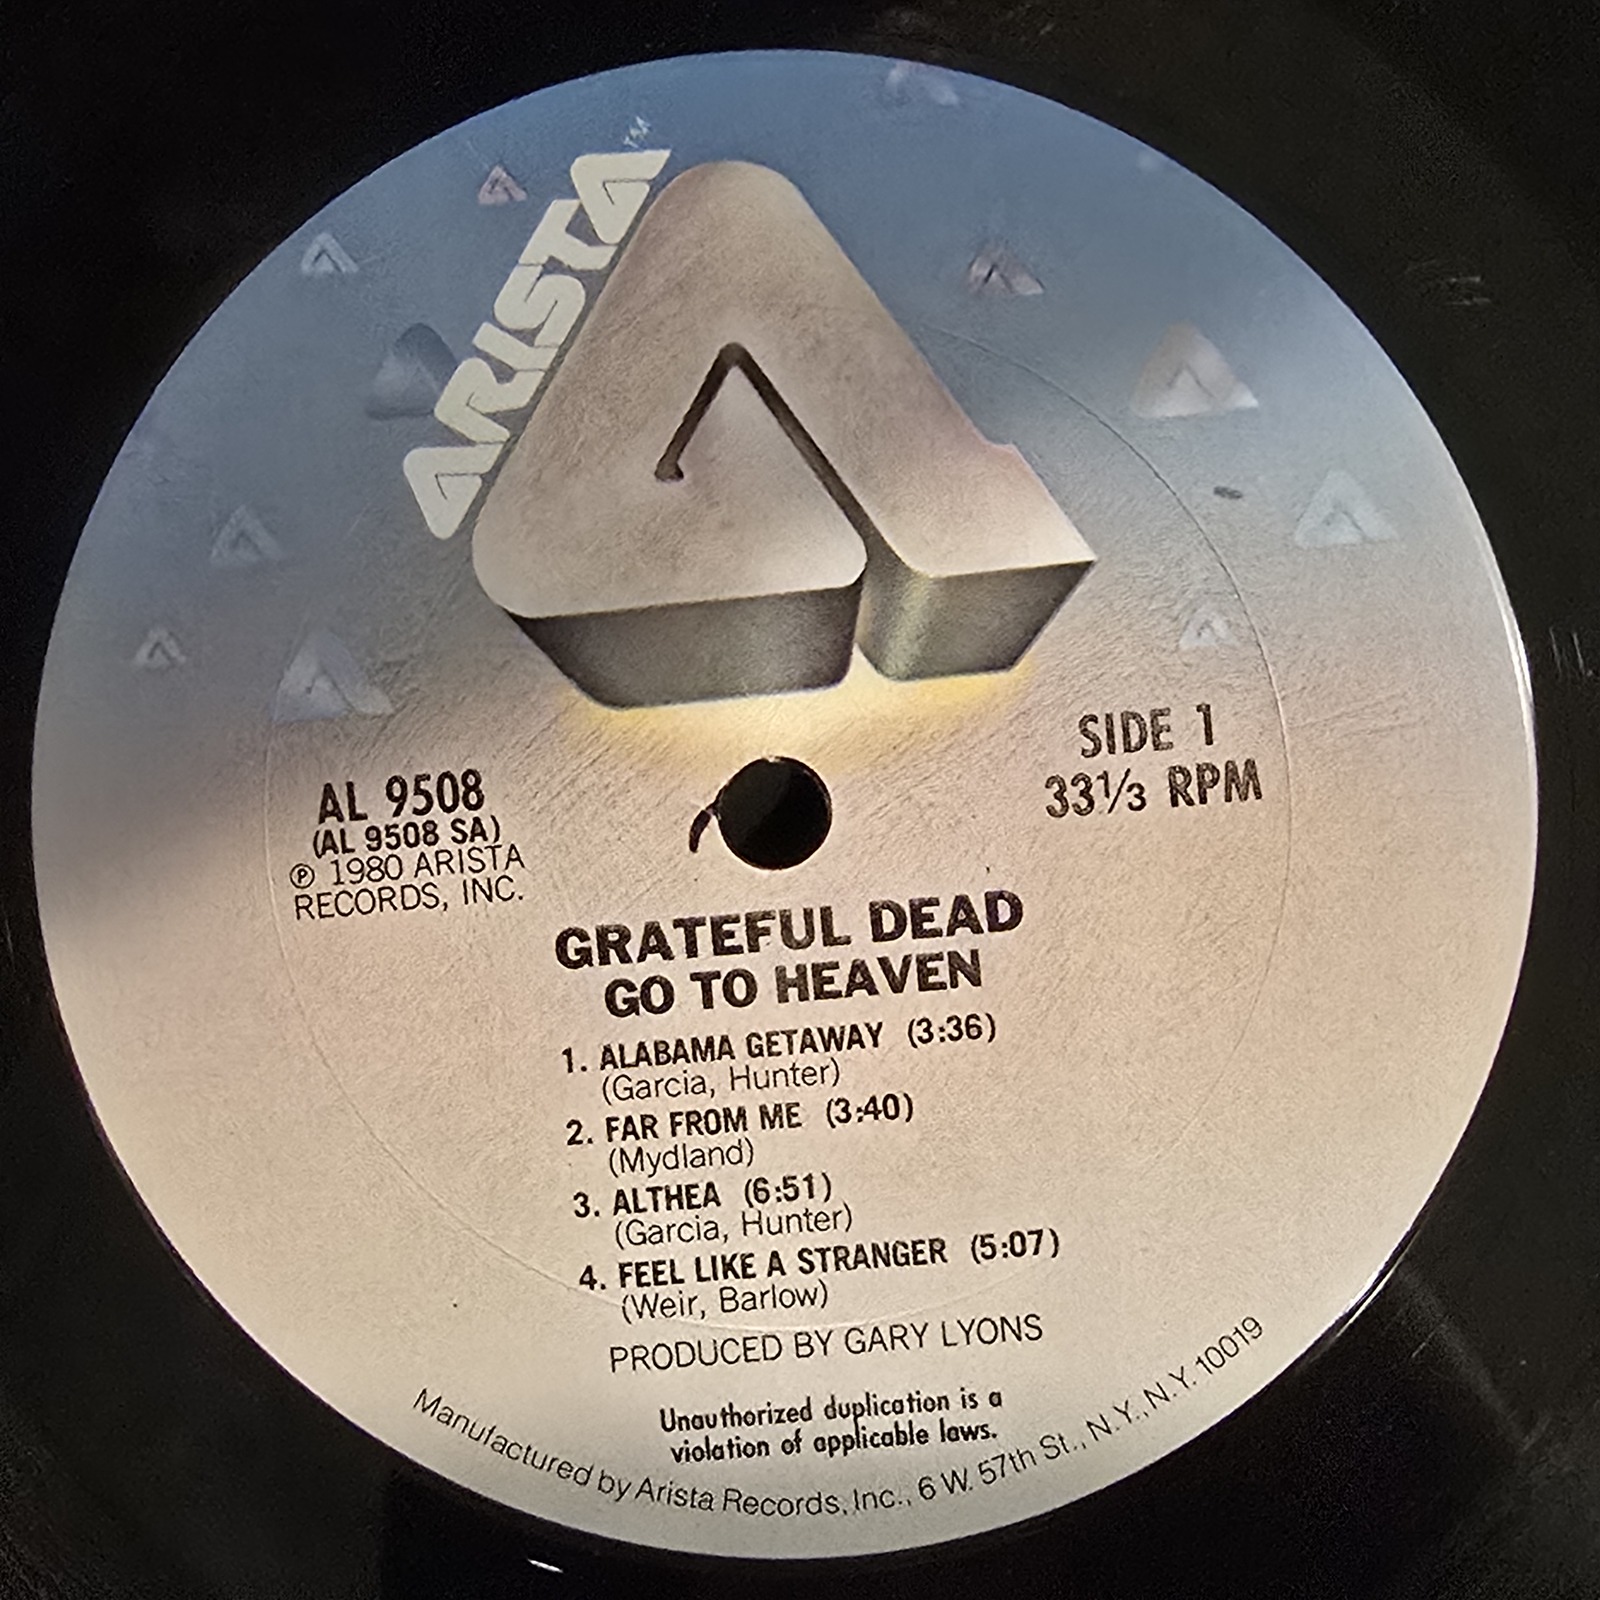 ARISTA™
SIDE 1
33⅓ RPM
AL 9508
(AL 9508 SA)
℗ 1980 ARISTA
RECORDS, INC.
GRATEFUL DEAD
GO TO HEAVEN
1. ALABAMA GETAWAY (3:36)
(Garcia, Hunter)
2. FAR FROM ME (3:40)
(Mydland)
3. ALTHEA (6:51)
(Garcia, Hunter)
4. FEEL LIKE A STRANGER (5:07)
(Weir, Barlow)
PRODUCED BY GARY LYONS
Unauthorized duplication is a
violation of applicable laws.
Manufactured by Arista Records, Inc., 6 W. 57th St., N.Y., N.Y. 10019